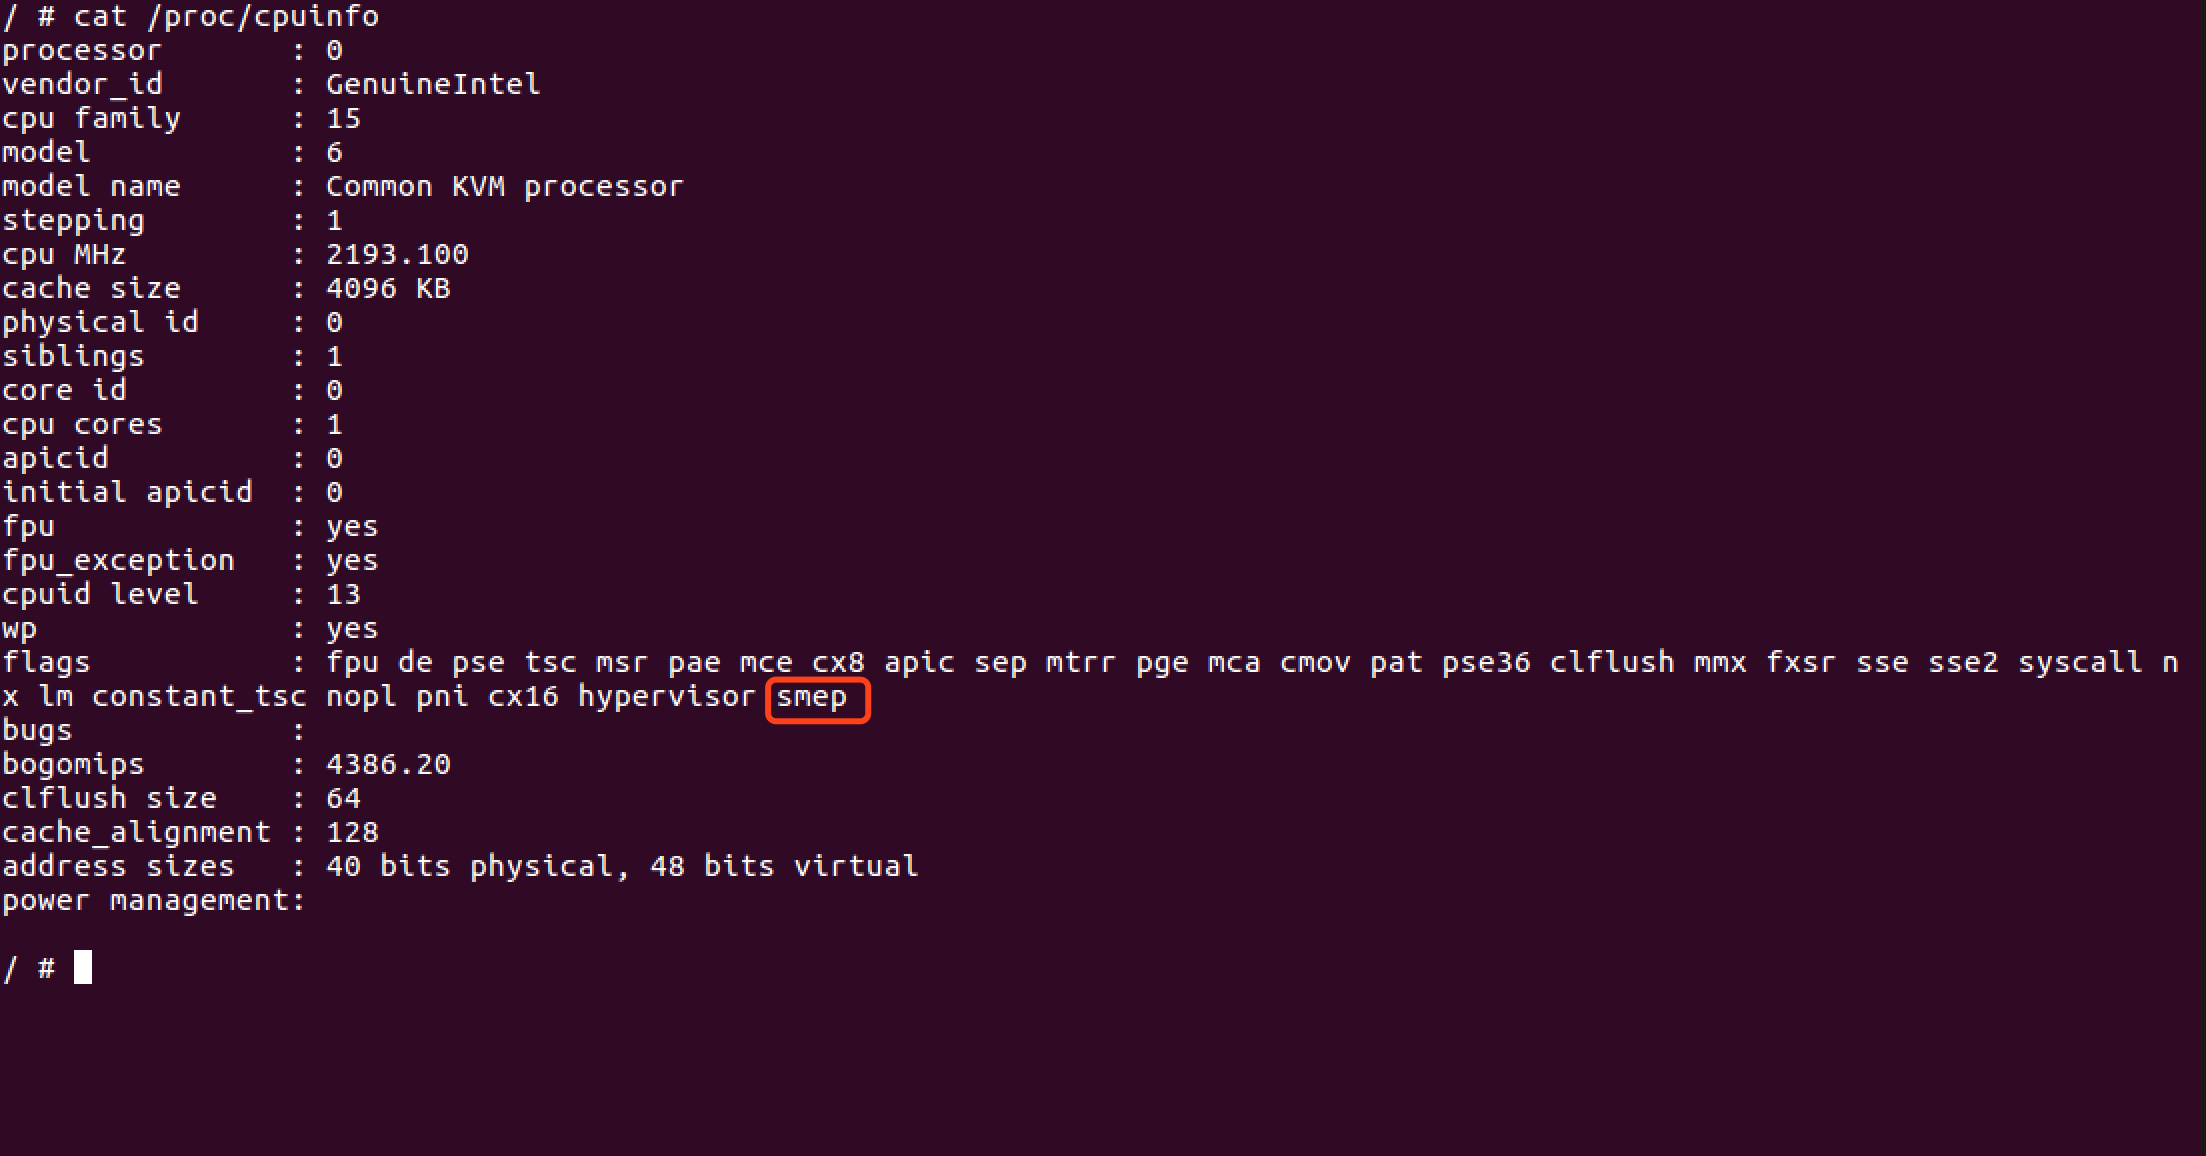 / # cat /proc/cpuinfo
processor       : 0
vendor_id       : GenuineIntel
cpu family      : 15
model           : 6
model name      : Common KVM processor
stepping        : 1
cpu MHz         : 2193.100
cache size      : 4096 KB
physical id     : 0
siblings        : 1
core id         : 0
cpu cores       : 1
apicid          : 0
initial apicid  : 0
fpu             : yes
fpu_exception   : yes
cpuid level     : 13
wp              : yes
flags           : fpu de pse tsc msr pae mce cx8 apic sep mtrr pge mca cmov pat pse36 clflush mmx fxsr sse sse2 syscall n
x lm constant_tsc nopl pni cx16 hypervisor smep
bugs            :
bogomips        : 4386.20
clflush size    : 64
cache_alignment : 128
address sizes   : 40 bits physical, 48 bits virtual
power management:
/ #